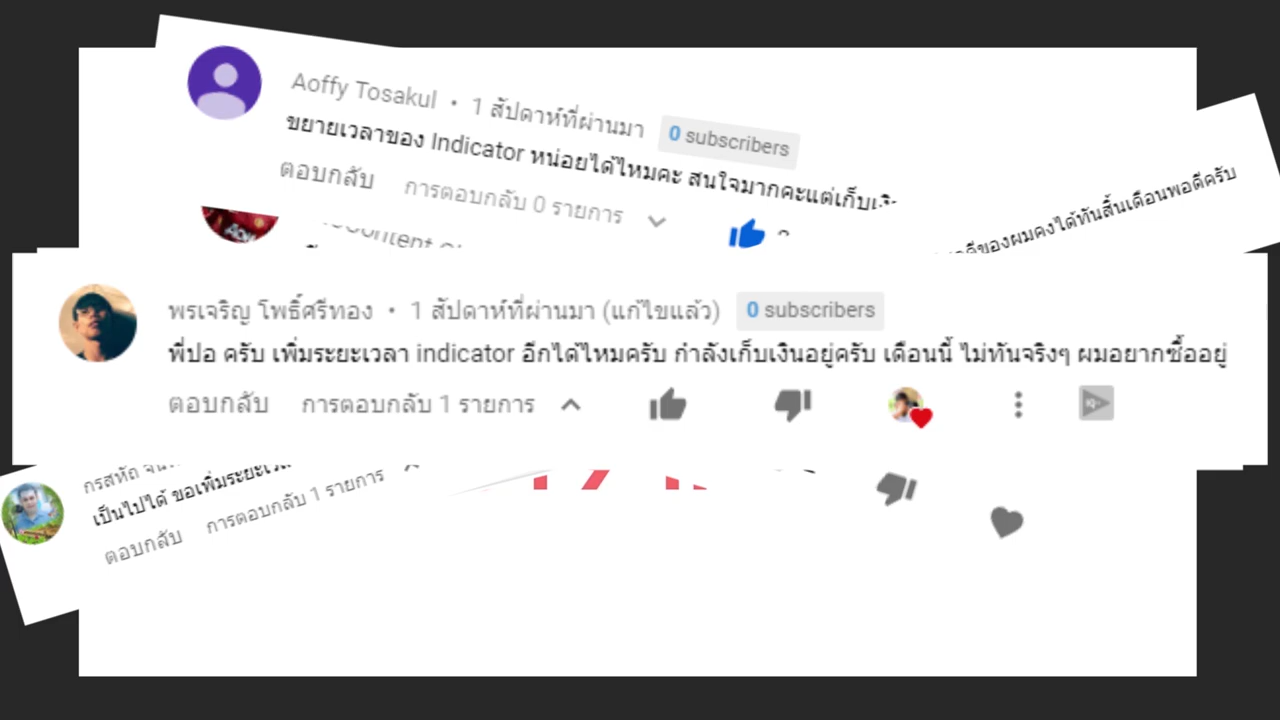 Aoffy Tosakul • 1 สัปดาห์ที่ผ่านมา 0 subscribers
ขยายเวลาของ Indicator หน่อยได้ไหมคะ สนใจมากคะแต่เก็บเงิ
ตอบกลับ การตอบกลับ 0 รายการ
ของผมคงได้ทันสิ้นเดือนพอดีครับ
พรเจริญ โพธิ์ศรีทอง • 1 สัปดาห์ที่ผ่านมา (แก้ไขแล้ว) 0 subscribers
พี่ปอ ครับ เพิ่มระยะเวลา indicator อีกได้ไหมครับ กำลังเก็บเงินอยู่ครับ เดือนนี้ ไม่ทันจริงๆ ผมอยากซื้ออยู่
ตอบกลับ การตอบกลับ 1 รายการ
กรสหัถ
เป็นไปได้ ขอเพิ่มระยะเวลา
ตอบกลับ การตอบกลับ 1 รายการ